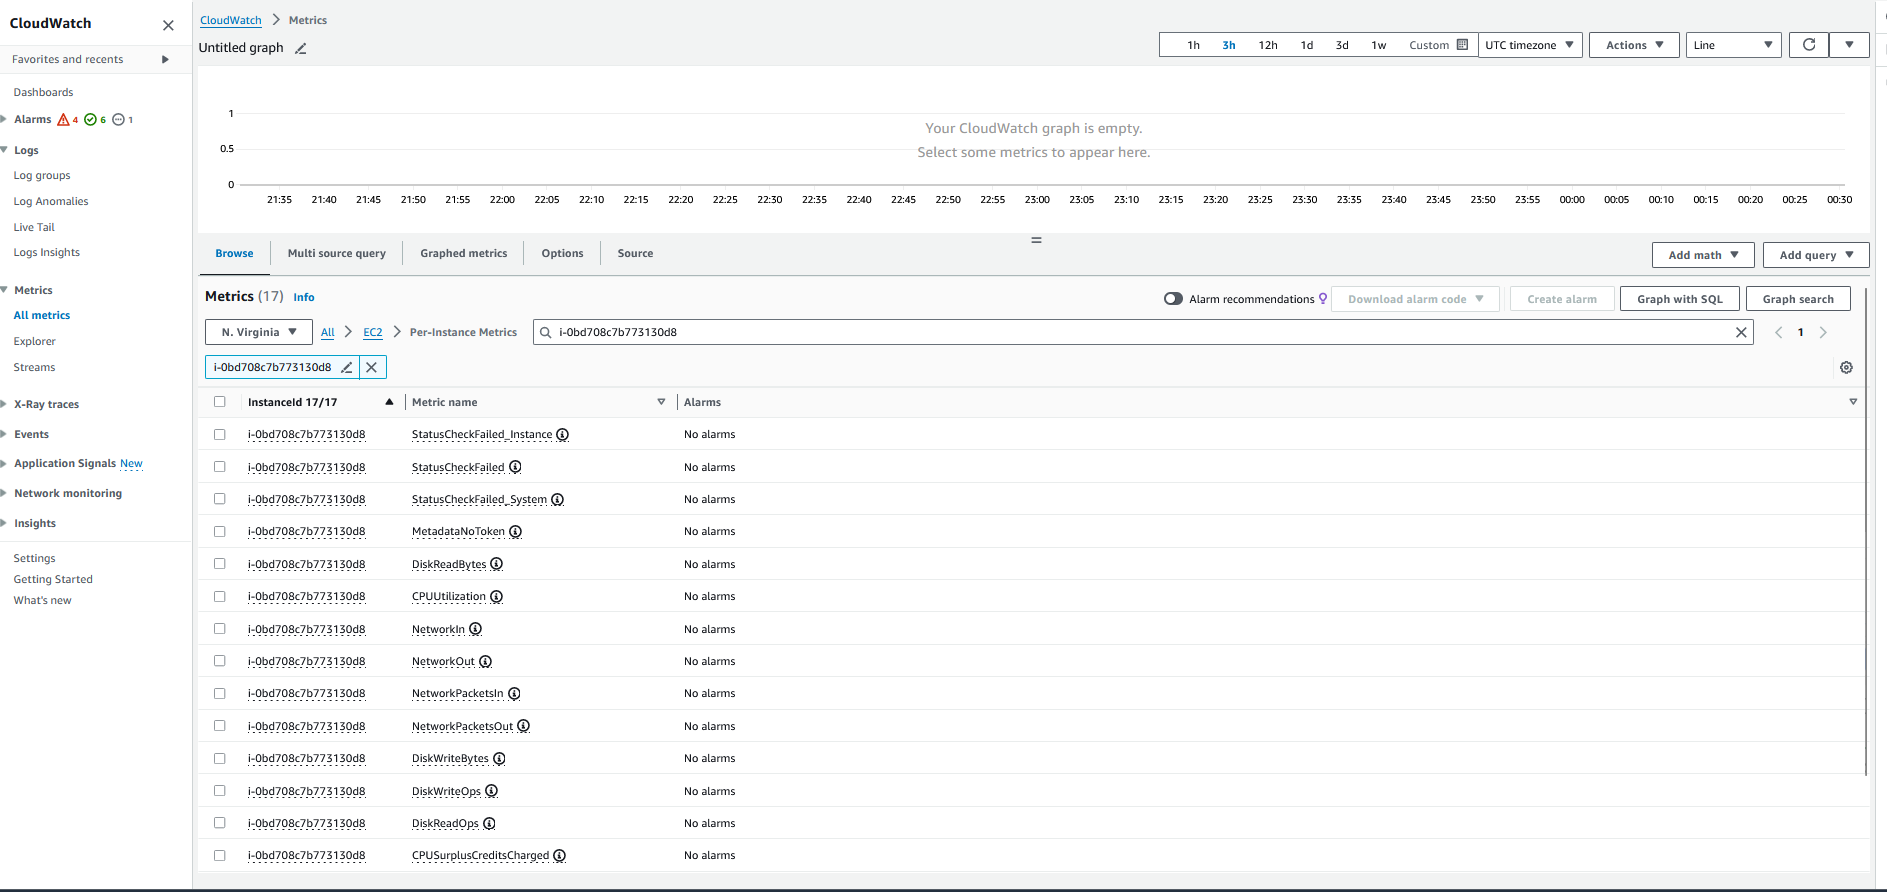 CloudWatch
Favorites and recents
Dashboards
Alarms 4 6 1
Logs
Log groups
Log Anomalies
Live Tail
Logs Insights
Metrics
All metrics
Explorer
Streams
X-Ray traces
Events
Application Signals New
Network monitoring
Insights
Settings
Getting Started
What's new
CloudWatch > Metrics
Untitled graph
1h 3h 12h 1d 3d 1w Custom UTC timezone Actions Line
1
0.5
0
Your CloudWatch graph is empty.
Select some metrics to appear here.
21:35 21:40 21:45 21:50 21:55 22:00 22:05 22:10 22:15 22:20 22:25 22:30 22:35 22:40 22:45 22:50 22:55 23:00 23:05 23:10 23:15 23:20 23:25 23:30 23:35 23:40 23:45 23:50 23:55 00:00 00:05 00:10 00:15 00:20 00:25 00:30
Browse Multi source query Graphed metrics Options Source Add math Add query
Metrics (17) Info Alarm recommendations Download alarm code Create alarm Graph with SQL Graph search
N. Virginia All > EC2 > Per-Instance Metrics i-0bd708c7b773130d8 1
i-0bd708c7b773130d8
InstanceId 17/17 Metric name Alarms
i-0bd708c7b773130d8 StatusCheckFailed_Instance No alarms
i-0bd708c7b773130d8 StatusCheckFailed No alarms
i-0bd708c7b773130d8 StatusCheckFailed_System No alarms
i-0bd708c7b773130d8 MetadataNoToken No alarms
i-0bd708c7b773130d8 DiskReadBytes No alarms
i-0bd708c7b773130d8 CPUUtilization No alarms
i-0bd708c7b773130d8 NetworkIn No alarms
i-0bd708c7b773130d8 NetworkOut No alarms
i-0bd708c7b773130d8 NetworkPacketsIn No alarms
i-0bd708c7b773130d8 NetworkPacketsOut No alarms
i-0bd708c7b773130d8 DiskWriteBytes No alarms
i-0bd708c7b773130d8 DiskWriteOps No alarms
i-0bd708c7b773130d8 DiskReadOps No alarms
i-0bd708c7b773130d8 CPUSurplusCreditsCharged No alarms